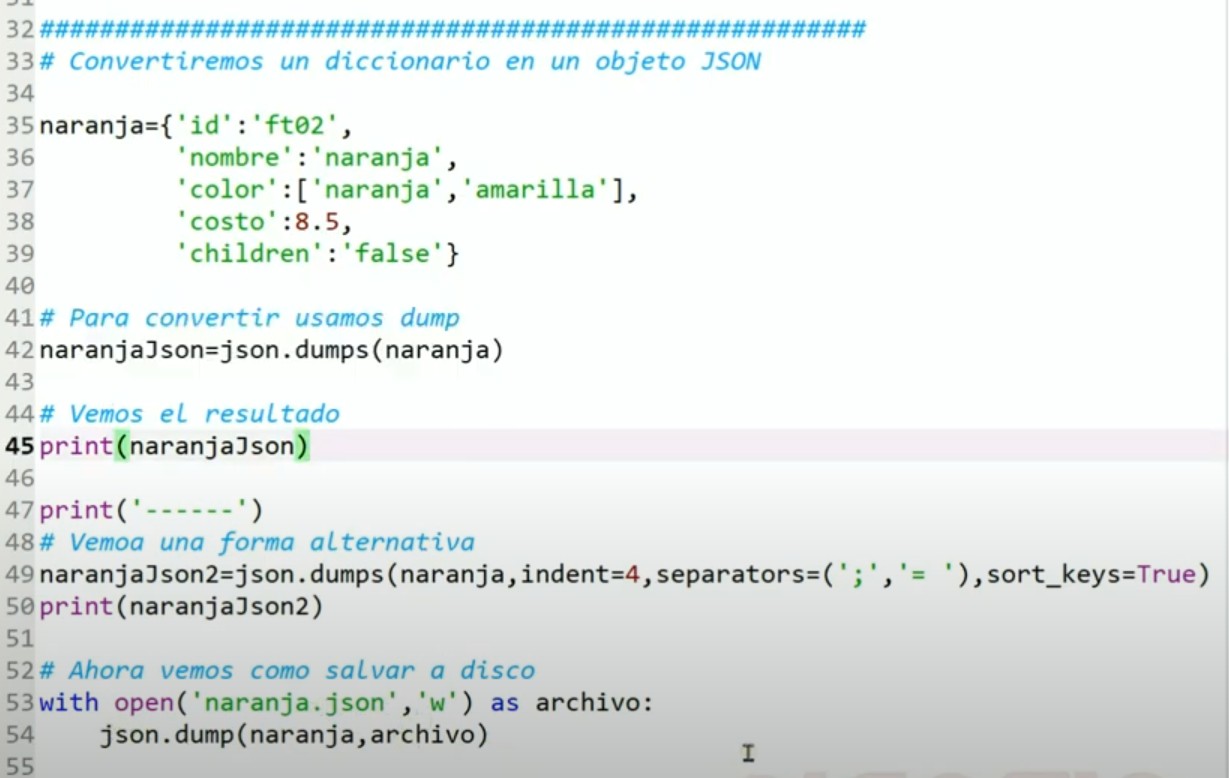 32 #######################################################
33 # Convertiremos un diccionario en un objeto JSON
34
35 naranja={'id':'ft02',
36 'nombre':'naranja',
37 'color':['naranja','amarilla'],
38 'costo':8.5,
39 'children':'false'}
40
41 # Para convertir usamos dump
42 naranjaJson=json.dumps(naranja)
43
44 # Vemos el resultado
45 print(naranjaJson)
46
47 print('------')
48 # Vemoa una forma alternativa
49 naranjaJson2=json.dumps(naranja,indent=4,separators=(';','= '),sort_keys=True)
50 print(naranjaJson2)
51
52 # Ahora vemos como salvar a disco
53 with open('naranja.json','w') as archivo:
54 json.dump(naranja,archivo)
55